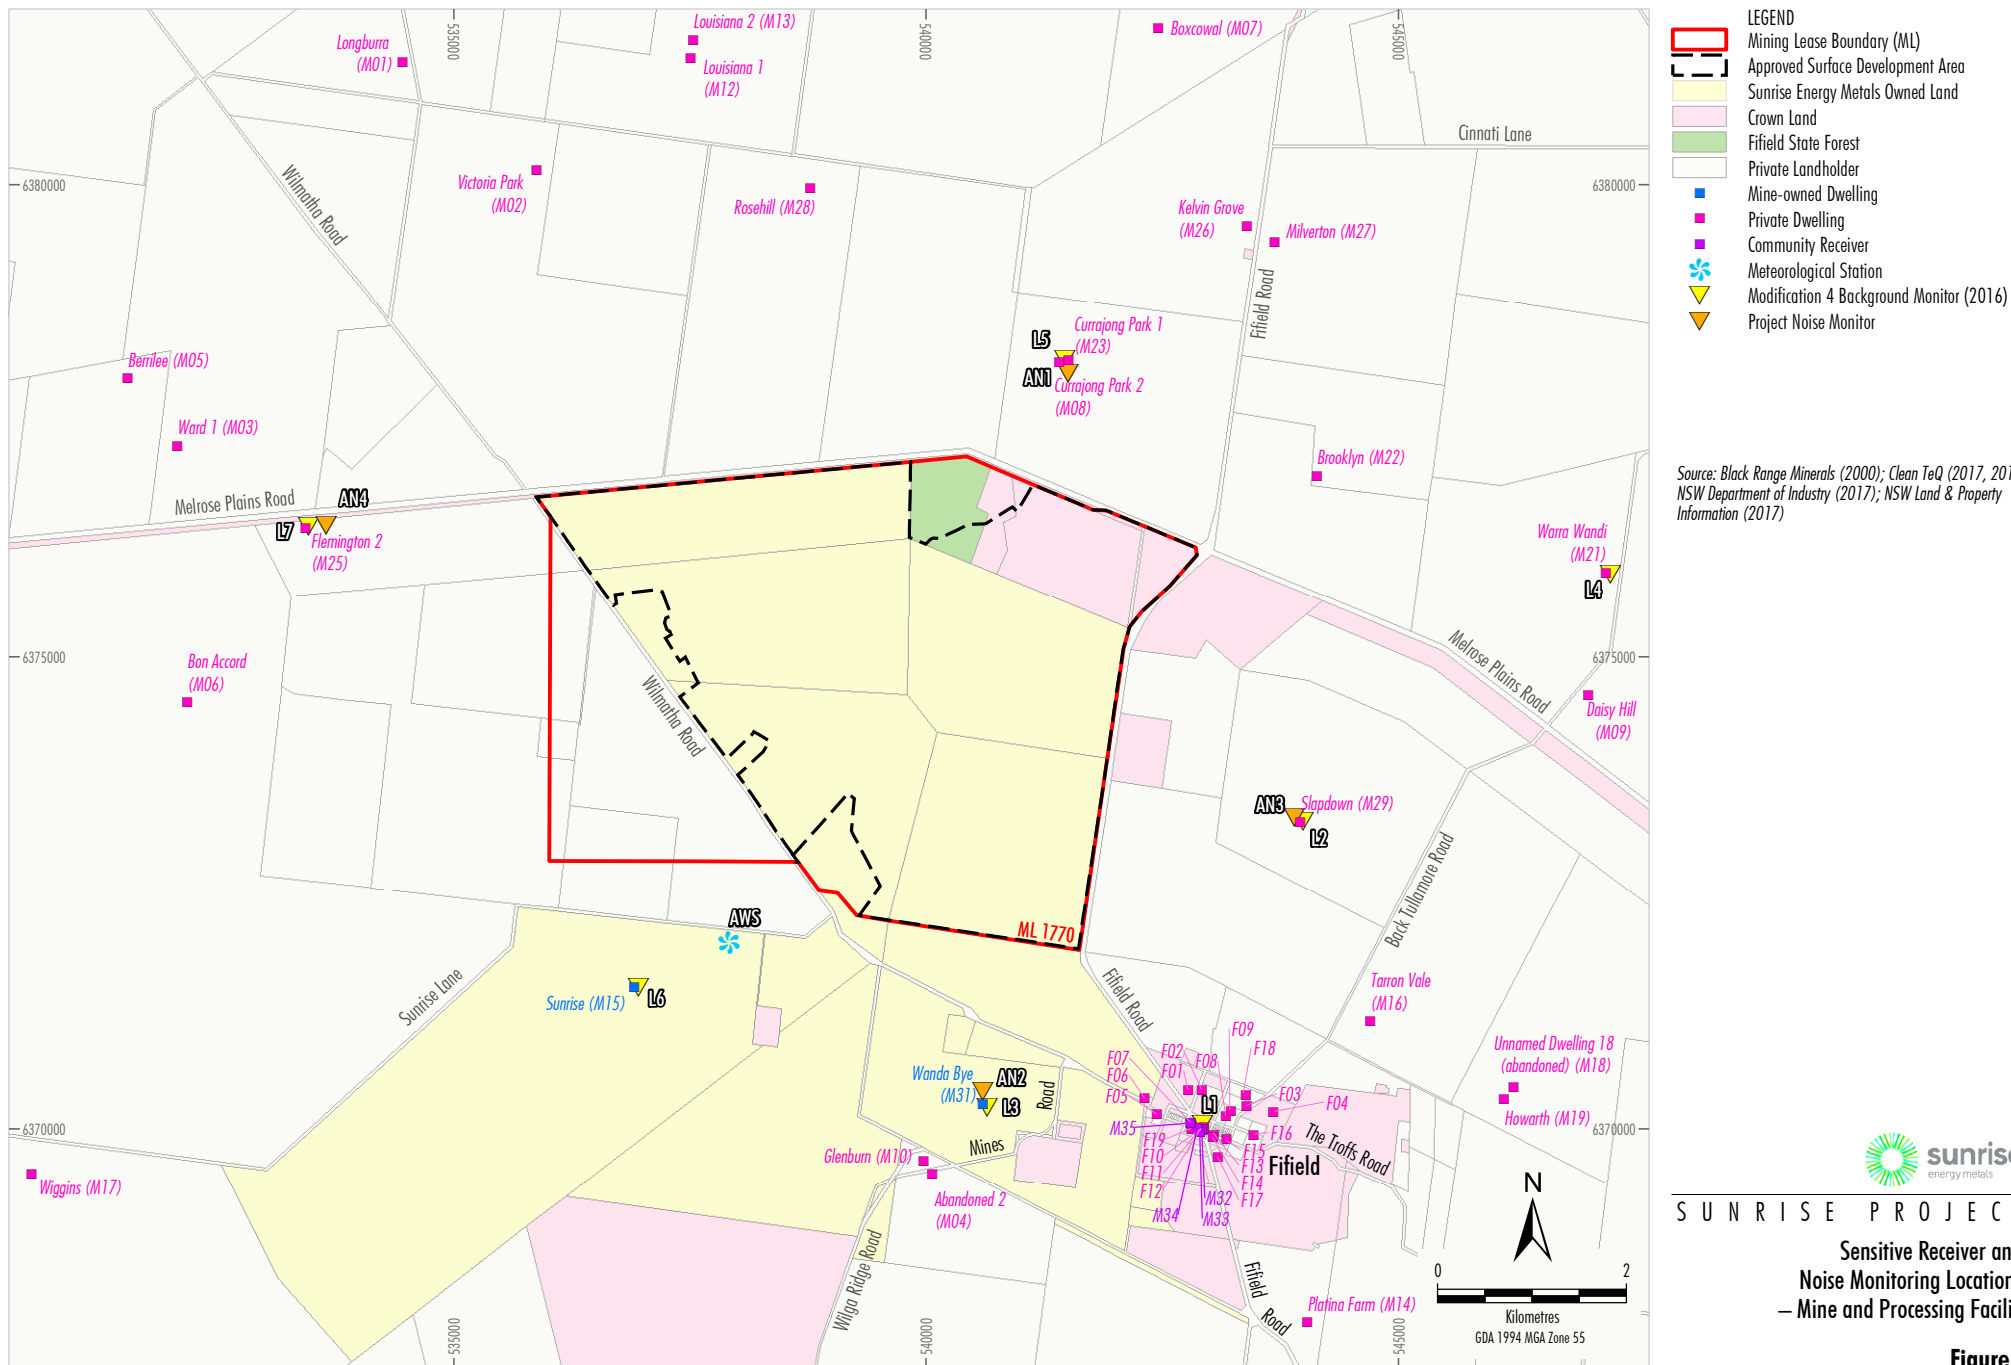 535000
540000
545000
Louisiana 2 (M13)
Boxcowal (M07)
Longburra
(M01)
Louisiana 1
(M12)
Cinnati Lane
Wilmatha Road
Victoria Park
(M02)
Rosehill (M28)
Kelvin Grove
(M26)
Milverton (M27)
6380000
6380000
Fifield Road
L5
Currajong Park 1
(M23)
AN1
Currajong Park 2
(M08)
Berrilee (M05)
Ward 1 (M03)
Brooklyn (M22)
Melrose Plains Road
AN4
L7
Flemington 2
(M25)
Warra Wandi
(M21)
L4
6375000
6375000
Bon Accord
(M06)
Wilmatha Road
Melrose Plains Road
Daisy Hill
(M09)
AN3
Slapdown (M29)
L2
Back Tullamore Road
AWS
ML 1770
Sunrise Lane
Sunrise (M15)
L6
Fifield Road
Tarron Vale
(M16)
Wanda Bye
(M31)
AN2
L3
Road
Mines
F09
F07
F02
F08
F18
F06
F01
F05
F03
F04
L1
M35
F19
F16
F10
F15
F11
F13
F12
F14
F17
M32
M34
M33
The Troffs Road
Fifield
Unnamed Dwelling 18
(abandoned) (M18)
Howarth (M19)
6370000
6370000
Wiggins (M17)
Glenburn (M10)
Abandoned 2
(M04)
Wilga Ridge Road
Fifield
Road
Platina Farm (M14)
N
0
2
Kilometres
GDA 1994 MGA Zone 55
535000
540000
545000
LEGEND
Mining Lease Boundary (ML)
Approved Surface Development Area
Sunrise Energy Metals Owned Land
Crown Land
Fifield State Forest
Private Landholder
Mine-owned Dwelling
Private Dwelling
Community Receiver
Meteorological Station
Modification 4 Background Monitor (2016)
Project Noise Monitor
Source: Black Range Minerals (2000); Clean TeQ (2017, 201
NSW Department of Industry (2017); NSW Land & Property
Information (2017)
sunris
energy metals
SUNRISE PROJEC
Sensitive Receiver an
Noise Monitoring Location
– Mine and Processing Facili
Figure